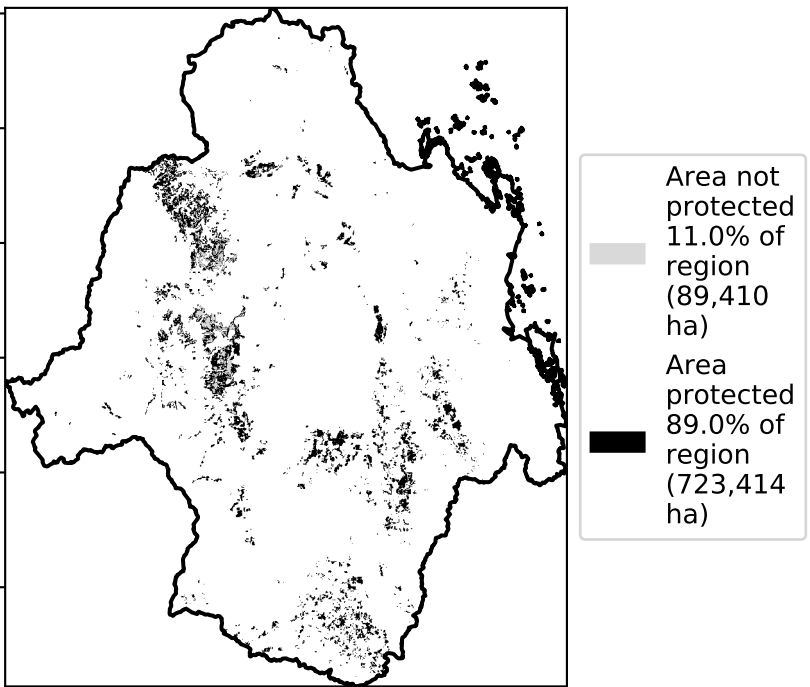 Area not
protected
11.0% of
region
(89,410
ha)
Area
protected
89.0% of
region
(723,414
ha)